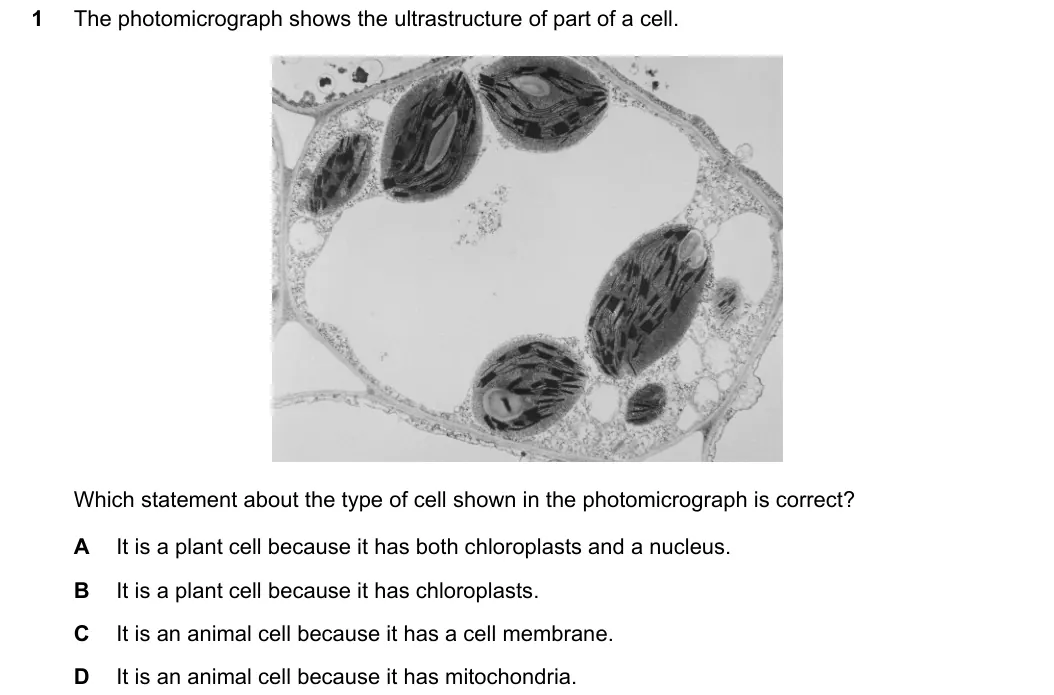 1 The photomicrograph shows the ultrastructure of part of a cell.
Which statement about the type of cell shown in the photomicrograph is correct?
A It is a plant cell because it has both chloroplasts and a nucleus.
B It is a plant cell because it has chloroplasts.
C It is an animal cell because it has a cell membrane.
D It is an animal cell because it has mitochondria.